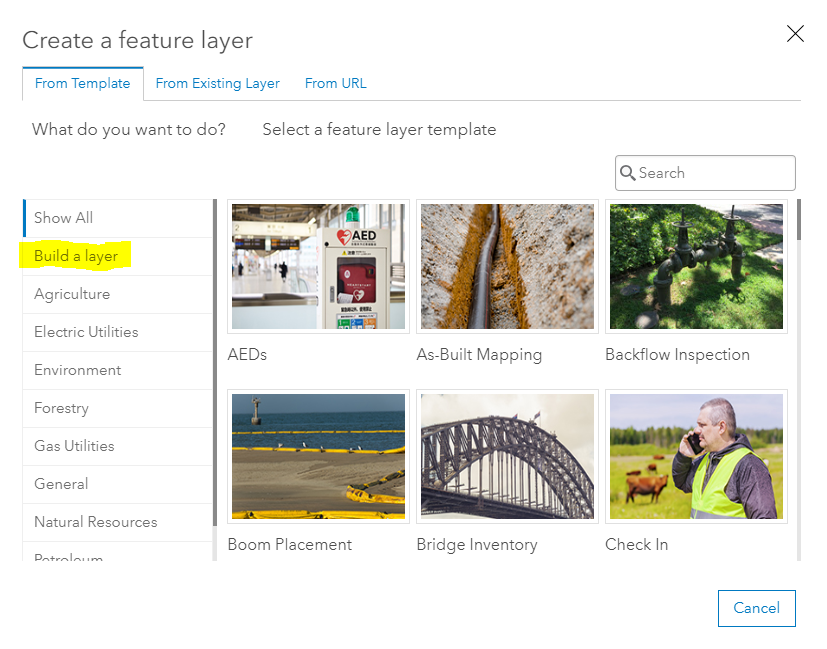 Create a feature layer
From Template
From Existing Layer
From URL
What do you want to do?
Select a feature layer template
Search
Show All
Build a layer
Agriculture
Electric Utilities
Environment
Forestry
Gas Utilities
General
Natural Resources
Petroleum
2
AED
AEDs
As-Built Mapping
Backflow Inspection
Boom Placement
Bridge Inventory
Check In
Cancel